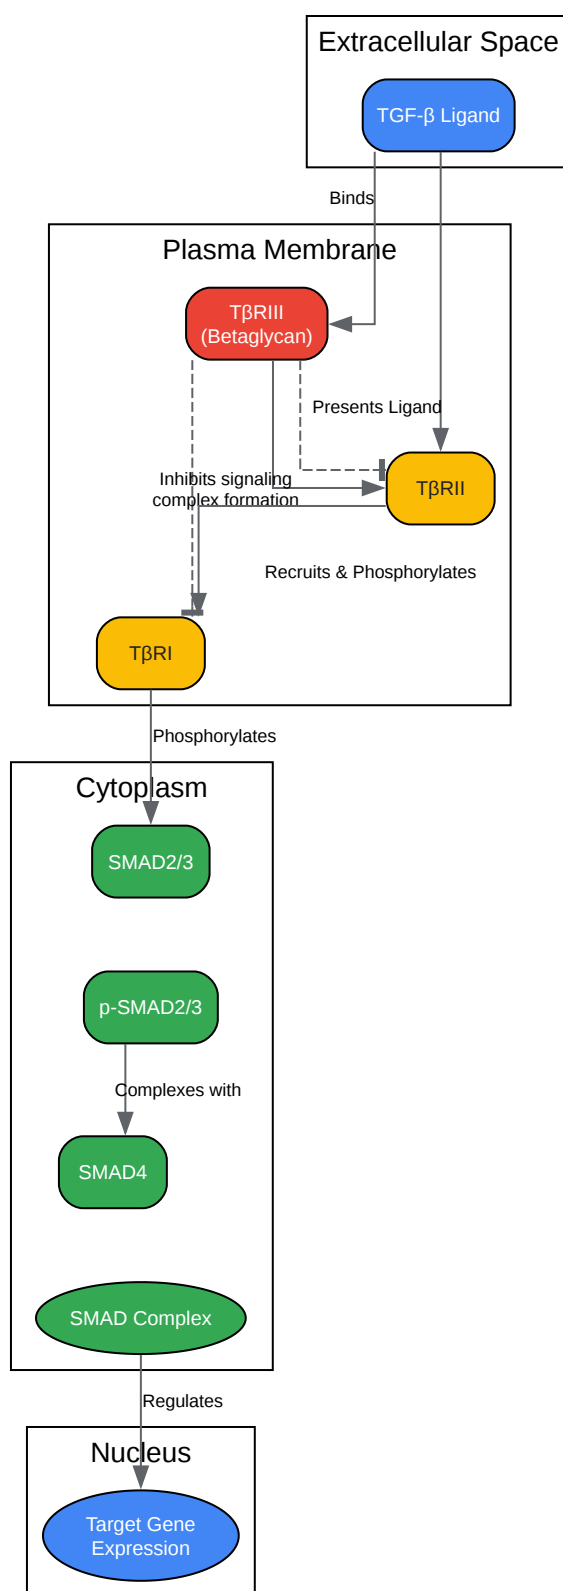 Extracellular Space
TGF-β Ligand
Binds
Plasma Membrane
TβRIII
(Betaglycan)
Presents Ligand
Inhibits signaling
complex formation
TβRII
Recruits & Phosphorylates
TβRI
Phosphorylates
Cytoplasm
SMAD2/3
p-SMAD2/3
Complexes with
SMAD4
SMAD Complex
Regulates
Nucleus
Target Gene
Expression